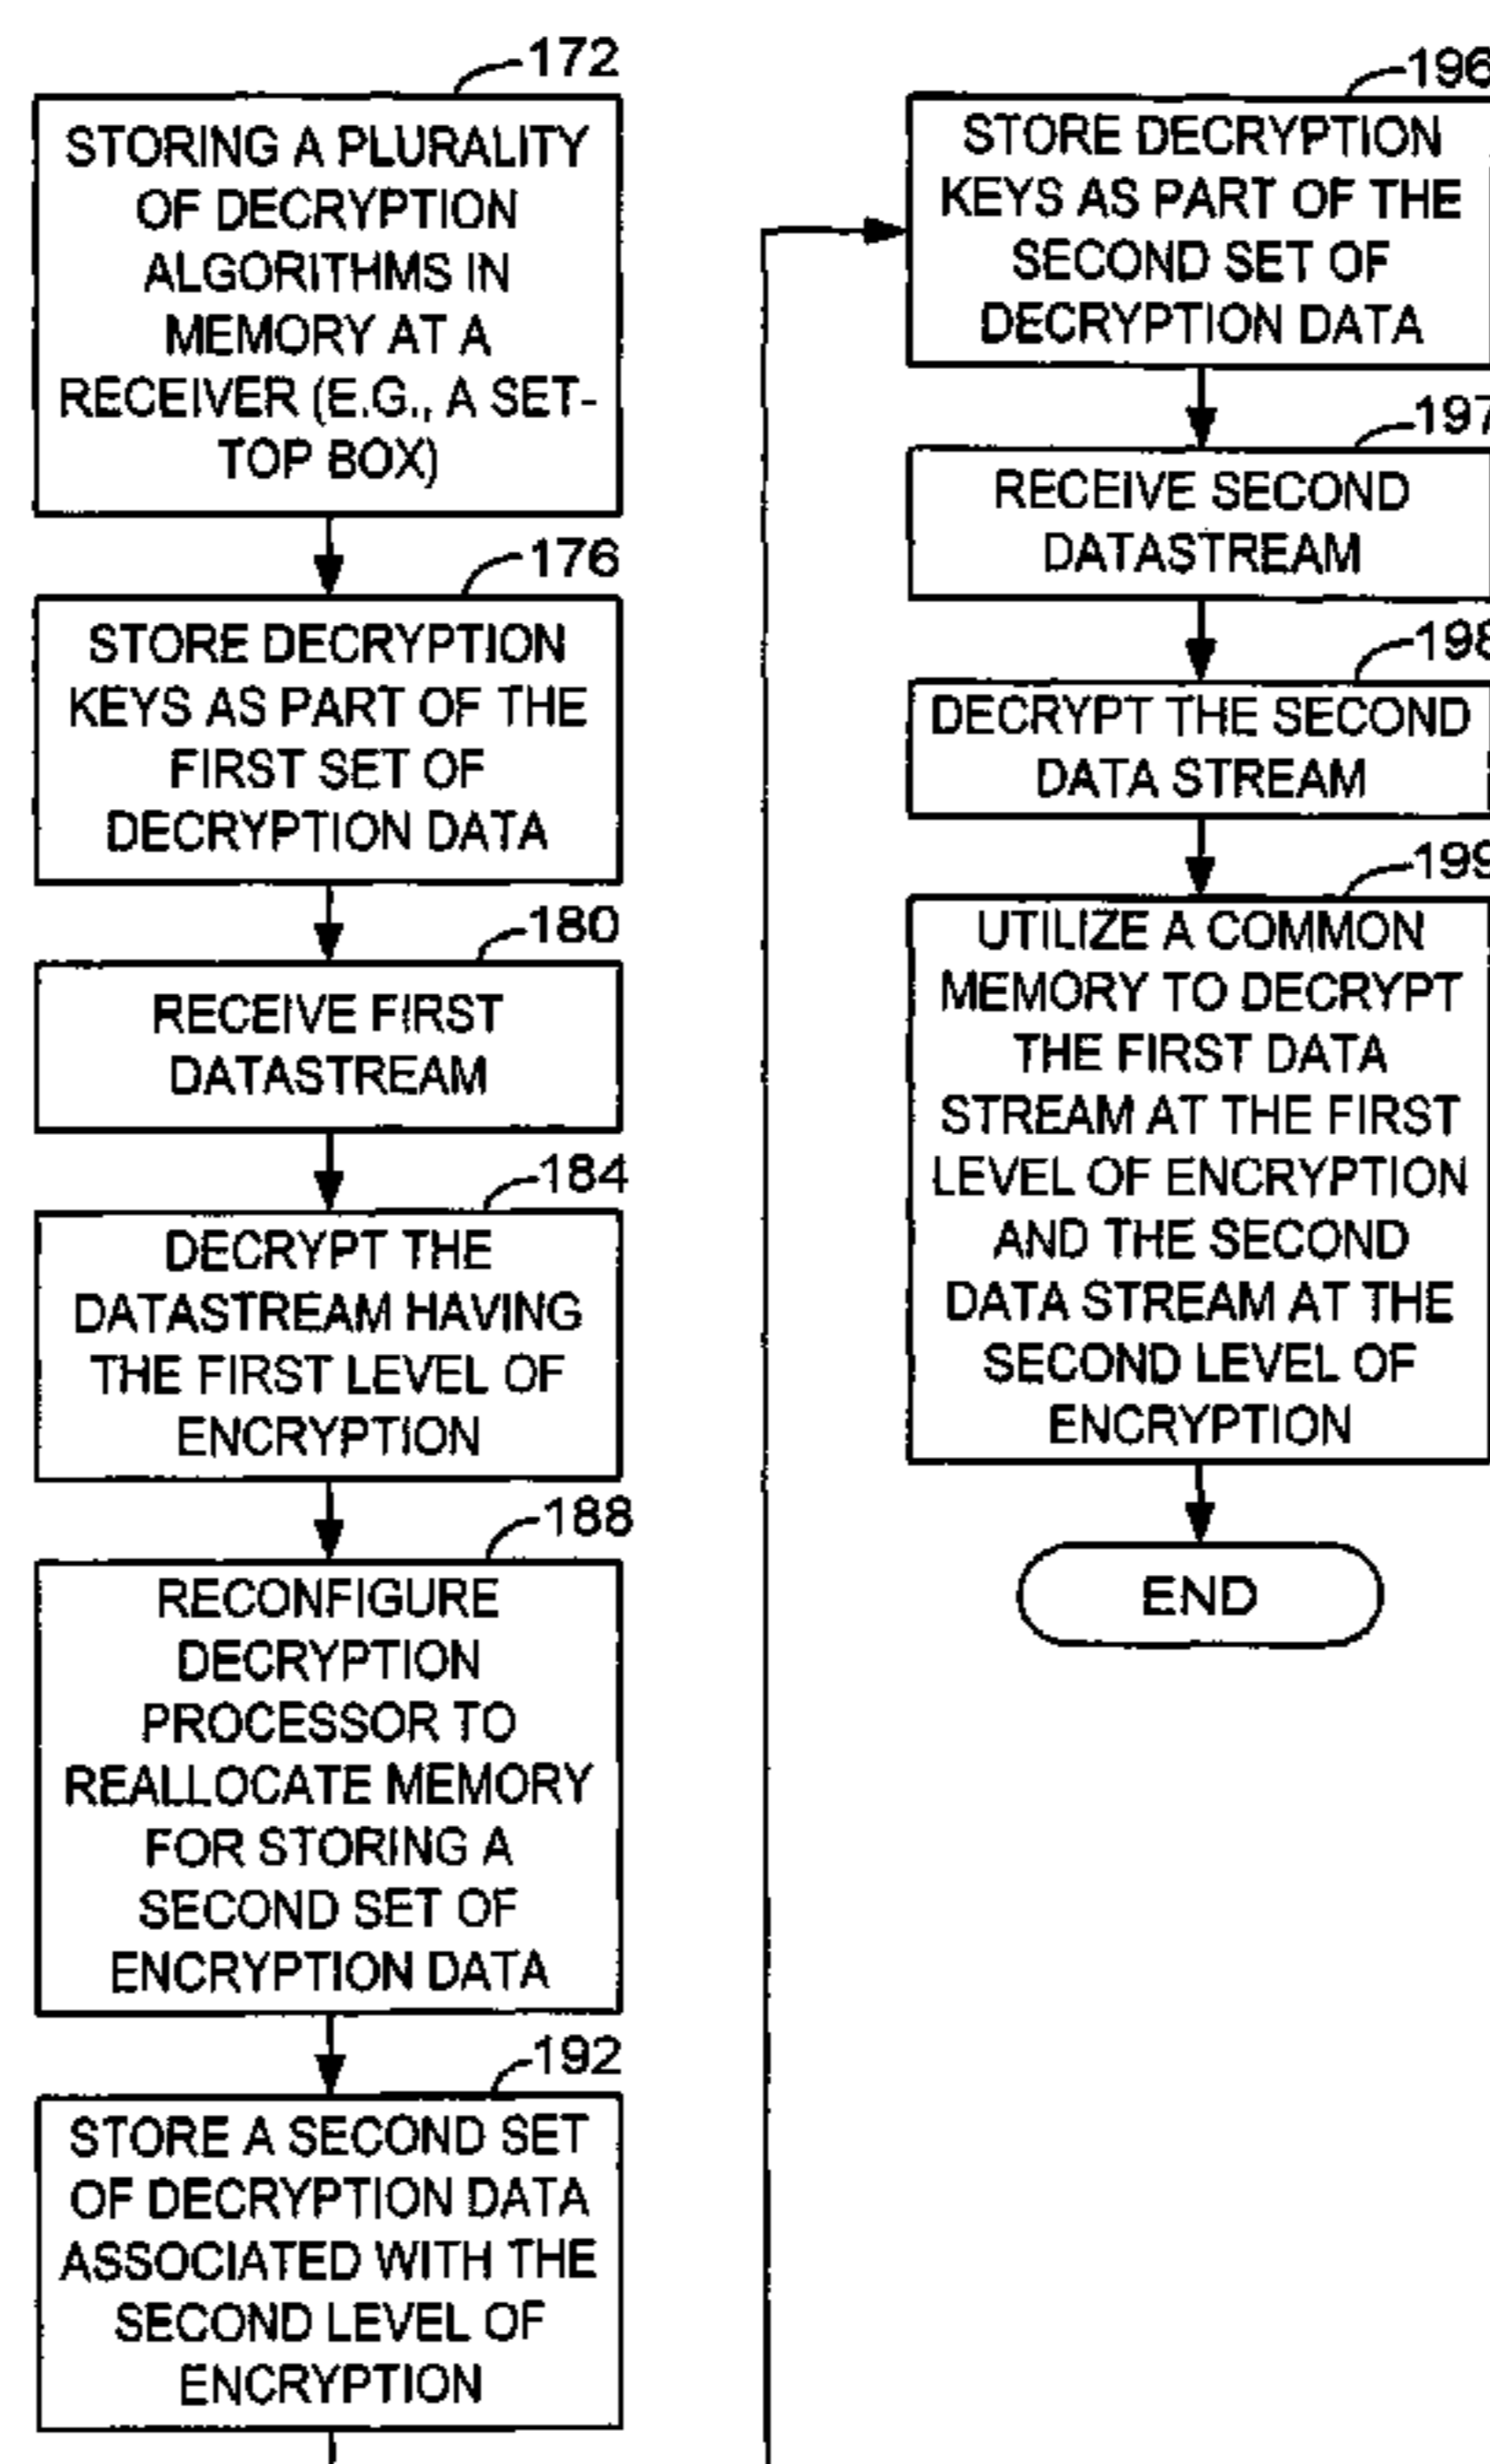 172
STORING A PLURALITY
OF DECRYPTION
ALGORITHMS IN
MEMORY AT A
RECEIVER (E.G., A SET-
TOP BOX)
176
STORE DECRYPTION
KEYS AS PART OF THE
FIRST SET OF
DECRYPTION DATA
180
RECEIVE FIRST
DATASTREAM
184
DECRYPT THE
DATASTREAM HAVING
THE FIRST LEVEL OF
ENCRYPTION
188
RECONFIGURE
DECRYPTION
PROCESSOR TO
REALLOCATE MEMORY
FOR STORING A
SECOND SET OF
ENCRYPTION DATA
192
STORE A SECOND SET
OF DECRYPTION DATA
ASSOCIATED WITH THE
SECOND LEVEL OF
ENCRYPTION
196
STORE DECRYPTION
KEYS AS PART OF THE
SECOND SET OF
DECRYPTION DATA
197
RECEIVE SECOND
DATASTREAM
198
DECRYPT THE SECOND
DATA STREAM
199
UTILIZE A COMMON
MEMORY TO DECRYPT
THE FIRST DATA
STREAM AT THE FIRST
LEVEL OF ENCRYPTION
AND THE SECOND
DATA STREAM AT THE
SECOND LEVEL OF
ENCRYPTION
END